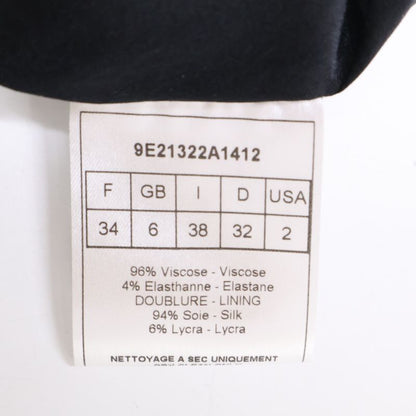 9E21322A1412
F GB I D USA
34 6 38 32 2
96% Viscose - Viscose
4% Elasthanne - Elastane
DOUBLURE - LINING
94% Soie - Silk
6% Lycra - Lycra
NETTOYAGE A SEC UNIQUEMENT